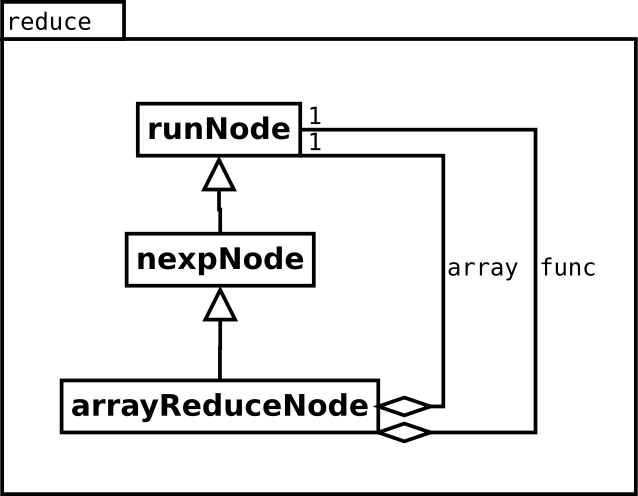 reduce
runNode
1
1
nexpNode
array
func
arrayReduceNode